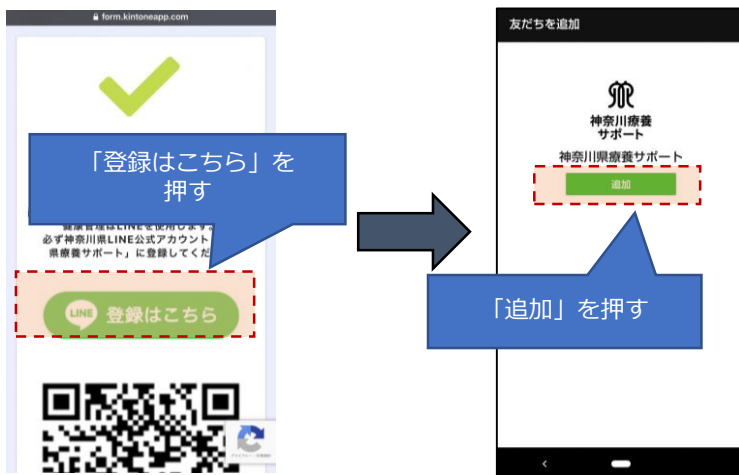 form.kintoneapp.com
「登録はこちら」を
押す
健康管理はLINEを使用します。
必ず神奈川県LINE公式アカウント
県療養サポート」に登録してくだ
LINE 登録はこちら
友だちを追加
神奈川療養
サポート
神奈川県療養サポート
追加
「追加」を押す